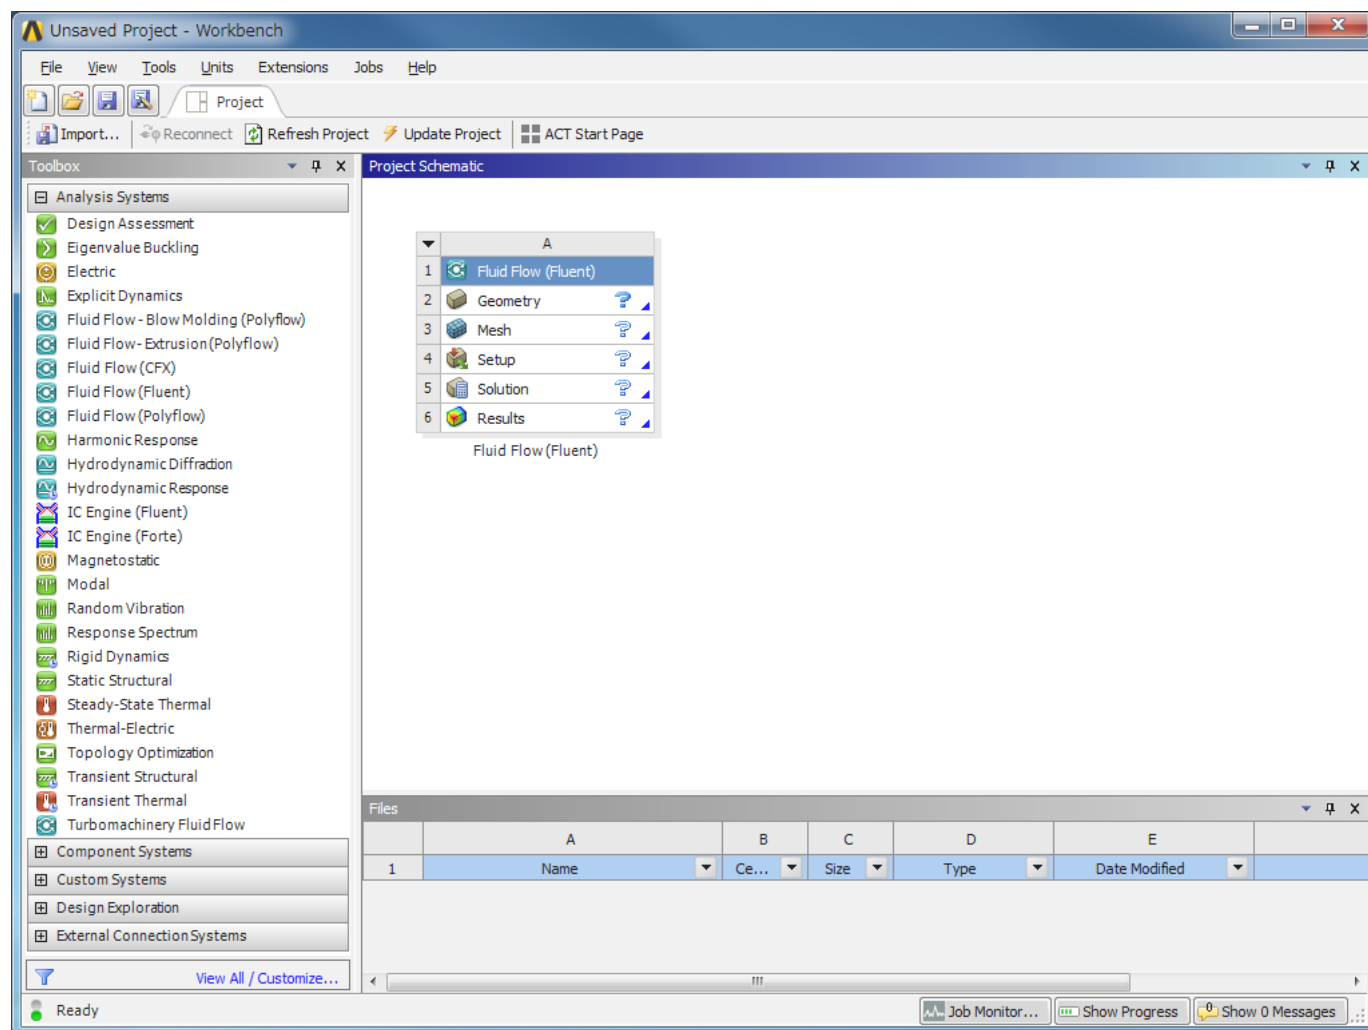 Unsaved Project - Workbench
File View Tools Units Extensions Jobs Help
Project
Import... Reconnect Refresh Project Update Project ACT Start Page
Toolbox
Analysis Systems
Design Assessment
Eigenvalue Buckling
Electric
Explicit Dynamics
Fluid Flow - Blow Molding (Polyflow)
Fluid Flow- Extrusion (Polyflow)
Fluid Flow (CFX)
Fluid Flow (Fluent)
Fluid Flow (Polyflow)
Harmonic Response
Hydrodynamic Diffraction
Hydrodynamic Response
IC Engine (Fluent)
IC Engine (Forte)
Magnetostatic
Modal
Random Vibration
Response Spectrum
Rigid Dynamics
Static Structural
Steady-State Thermal
Thermal-Electric
Topology Optimization
Transient Structural
Transient Thermal
Turbomachinery Fluid Flow
Component Systems
Custom Systems
Design Exploration
External Connection Systems
View All / Customize...
Project Schematic
A
1 Fluid Flow (Fluent)
2 Geometry ?
3 Mesh ?
4 Setup ?
5 Solution ?
6 Results ?
Fluid Flow (Fluent)
Files
A B C D E
1 Name Ce... Size Type Date Modified
Ready
Job Monitor... Show Progress 0 Show 0 Messages